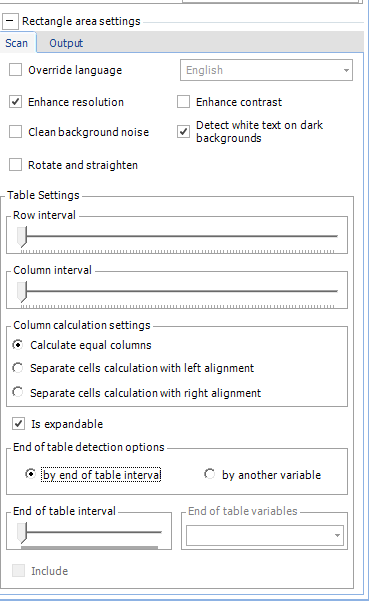 Rectangle area settings
Scan Output
Override language English
Enhance resolution Enhance contrast
Clean background noise Detect white text on dark
backgrounds
Rotate and straighten
Table Settings
Row interval
Column interval
Column calculation settings
Calculate equal columns
Separate cells calculation with left alignment
Separate cells calculation with right alignment
Is expandable
End of table detection options
by end of table interval by another variable
End of table interval End of table variables
Include